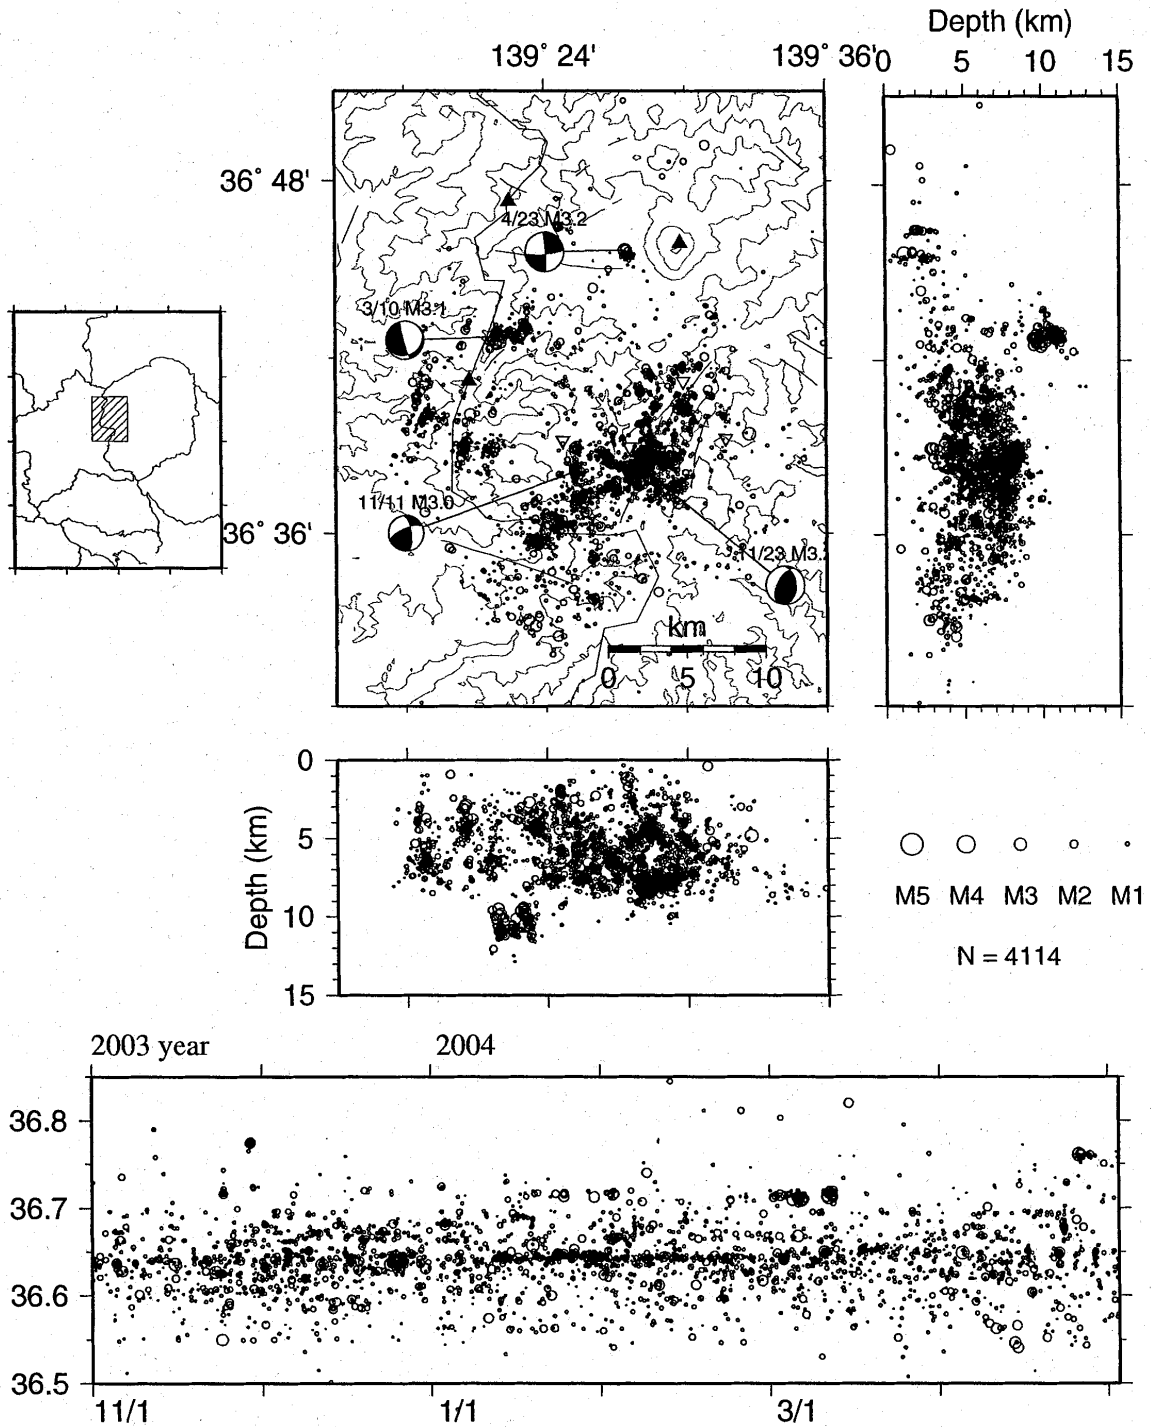 Depth (km)
139° 24'
139° 36'
0 5 10 15
36° 48'
4/23 M3.2
3/10 M3.1
11/11 M3.0
36° 36'
11/23 M3.
km
0 5 10
0
5
10
15
Depth (km)
M5 M4 M3 M2 M1
N = 4114
2003 year 2004
36.8
36.7
36.6
36.5
11/1 1/1 3/1